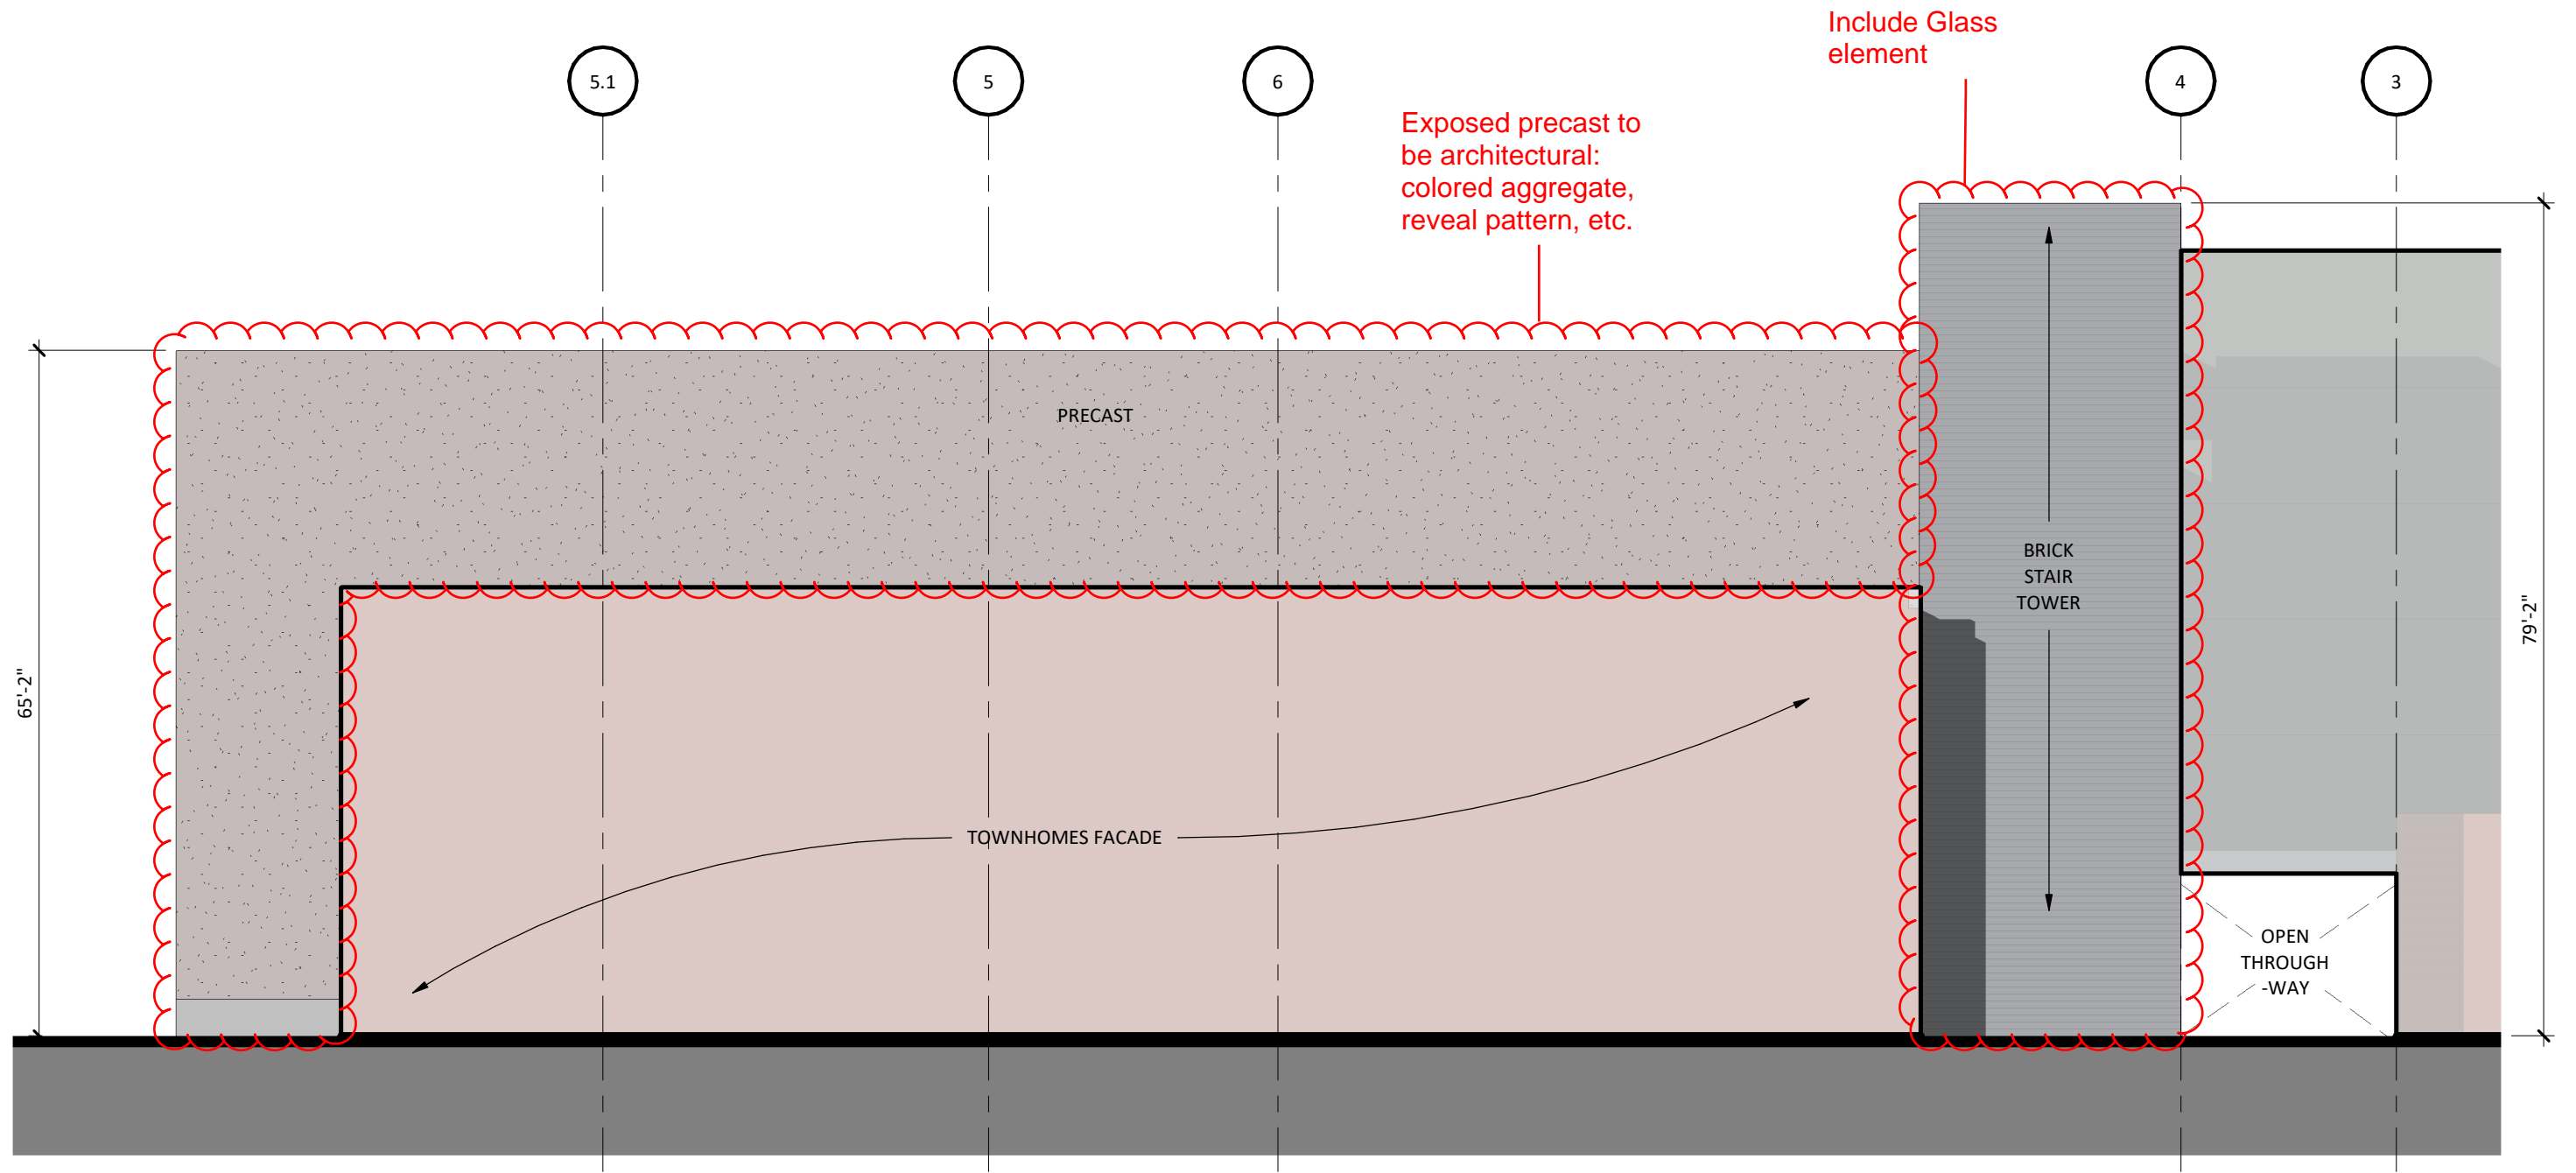 Include Glass
element
5.1
5
6
4
3
Exposed precast to
be architectural:
colored aggregate,
reveal pattern, etc.
PRECAST
BRICK
STAIR
TOWER
65'-2"
79'-2"
TOWNHOMES FACADE
OPEN
THROUGH
-WAY